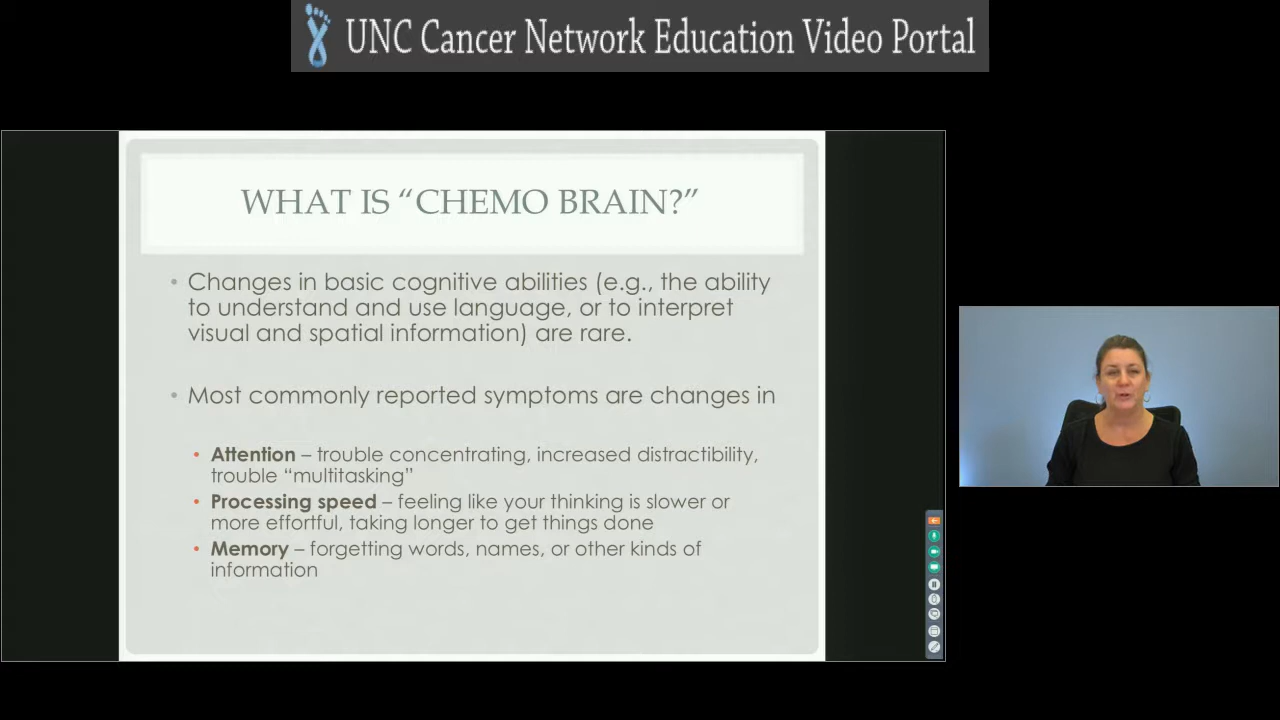 UNC Cancer Network Education Video Portal
WHAT IS “CHEMO BRAIN?”
• Changes in basic cognitive abilities (e.g., the ability
to understand and use language, or to interpret
visual and spatial information) are rare.
• Most commonly reported symptoms are changes in
• Attention – trouble concentrating, increased distractibility,
trouble “multitasking”
• Processing speed – feeling like your thinking is slower or
more effortful, taking longer to get things done
• Memory – forgetting words, names, or other kinds of
information